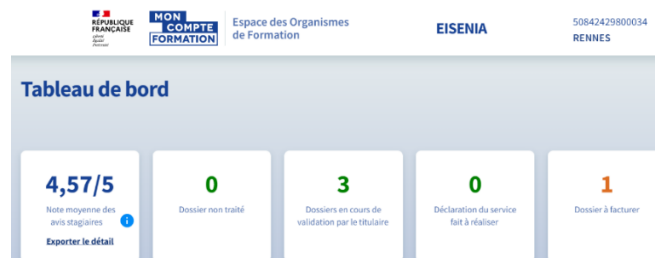 RÉPUBLIQUE
FRANÇAISE
Liberté
Égalité
Fraternité
MON
COMPTE
FORMATION
Espace des Organismes
de Formation
EISENIA
50842429800034
RENNES
Tableau de bord
4,57/5
Note moyenne des
avis stagiaires
i
Exporter le détail
0
Dossier non traité
3
Dossiers en cours de
validation par le titulaire
0
Déclaration du service
fait à réaliser
1
Dossier à facturer